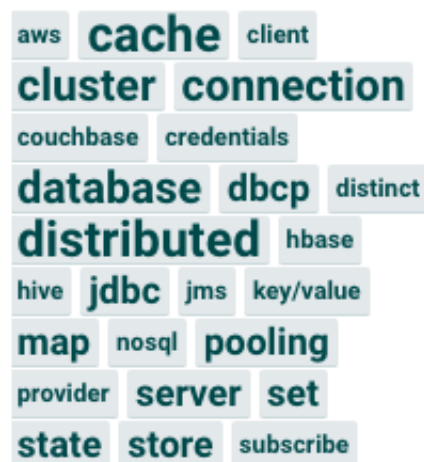 aws cache client
cluster connection
couchbase credentials
database dbcp distinct
distributed hbase
hive jdbc jms key/value
map nosql pooling
provider server set
state store subscribe